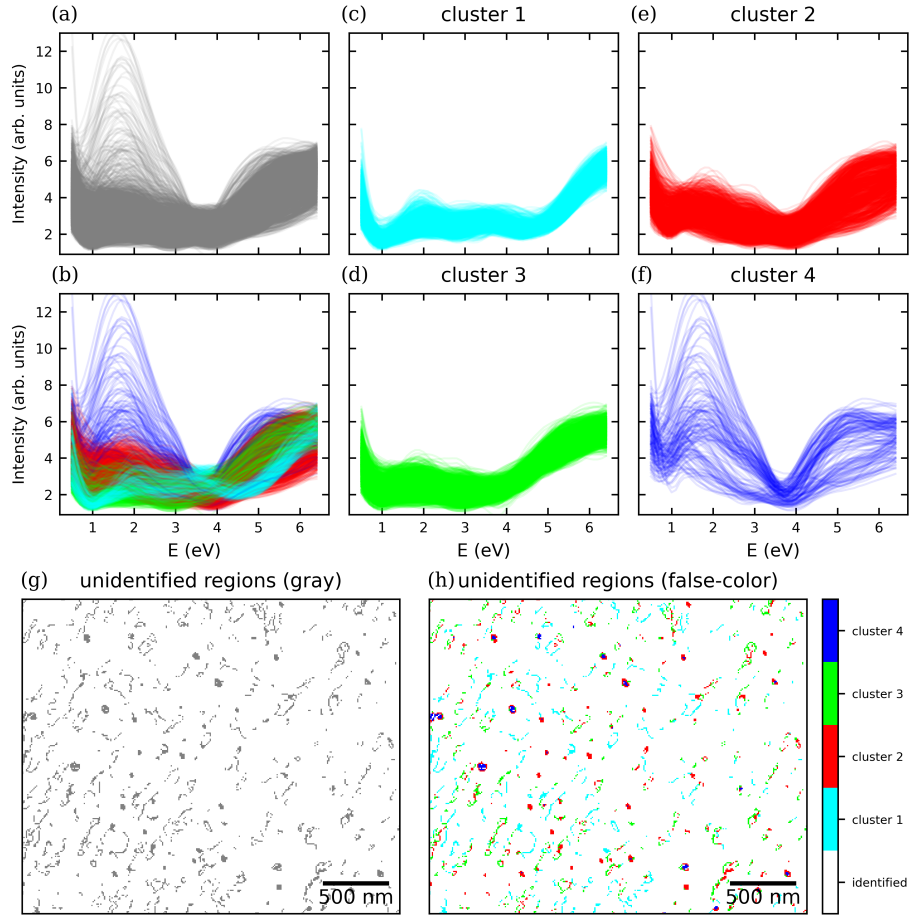 (a)
(c) cluster 1
(e) cluster 2
Intensity (arb. units)
12
10
8
6
4
2
(b)
(d) cluster 3
(f) cluster 4
Intensity (arb. units)
12
10
8
6
4
2
1 2 3 4 5 6
E (eV)
1 2 3 4 5 6
E (eV)
1 2 3 4 5 6
E (eV)
(g) unidentified regions (gray)
500 nm
(h) unidentified regions (false-color)
500 nm
cluster 4
cluster 3
cluster 2
cluster 1
identified